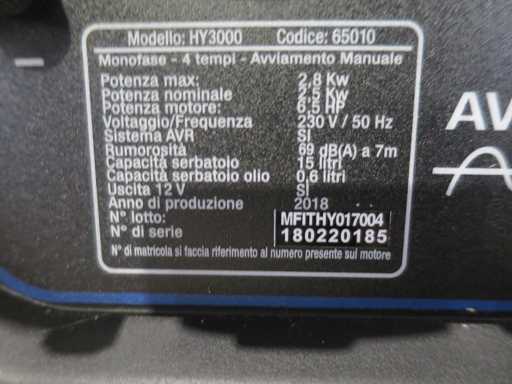 Modello: HY3000 Codice: 65010
Monofase - 4 tempi - Avviamento Manuale
Potenza max: 2,8 Kw
Potenza nominale 2,5 Kw
Potenza motore: 6,5 HP
Voltaggio/Frequenza 230 V / 50 Hz
Sistema AVR SI
Rumorosità 69 dB(A) a 7m
Capacità serbatoio 15 litri
Capacità serbatoio olio 0,6 litri
Uscita 12 V SI
Anno di produzione 2018
N° lotto: MFITHY017004
N° di serie 180220185
N° di matricola si faccia riferimento al numero presente sul motore
AV